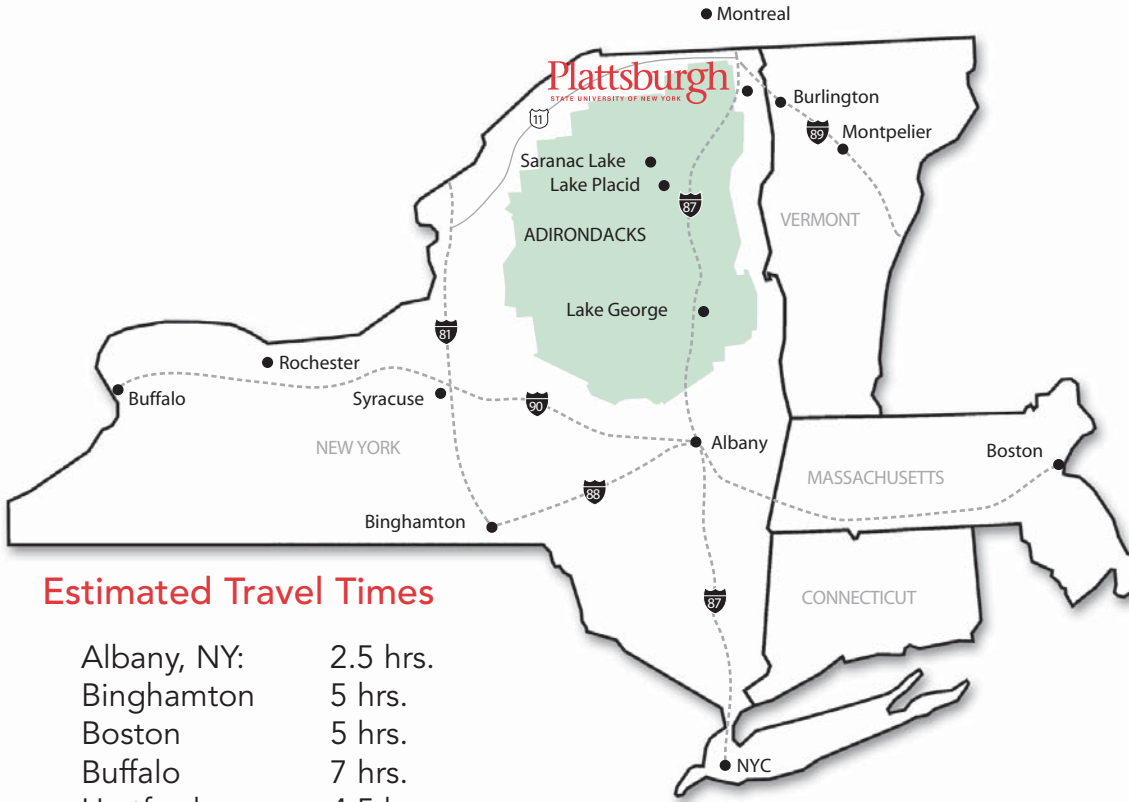 Montreal
Plattsburgh
STATE UNIVERSITY OF NEW YORK
Burlington
11
89
Montpelier
Saranac Lake
Lake Placid
87
VERMONT
ADIRONDACKS
Lake George
81
Rochester
Buffalo
Syracuse
90
NEW YORK
Albany
Boston
MASSACHUSETTS
88
Binghamton
Estimated Travel Times
87
CONNECTICUT
Albany, NY: 2.5 hrs.
Binghamton 5 hrs.
Boston 5 hrs.
Buffalo 7 hrs.
NYC